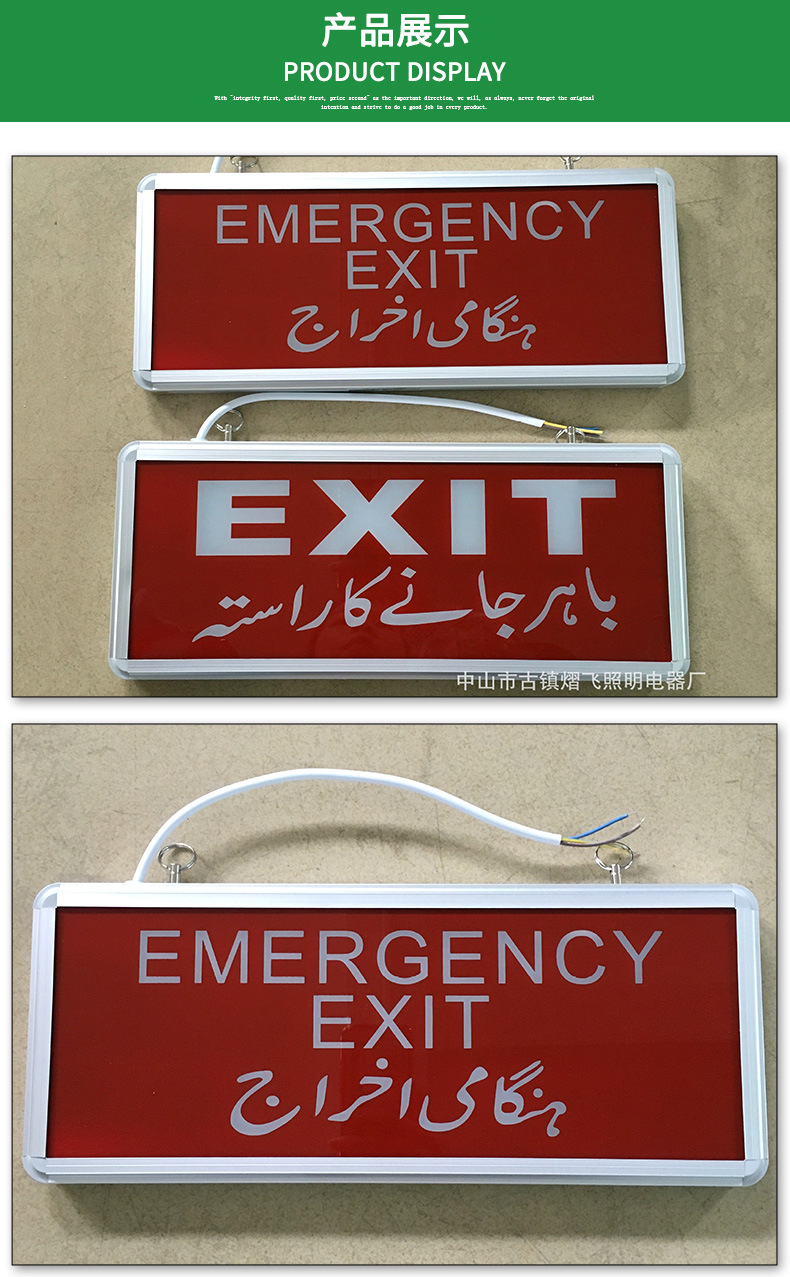 产品展示
PRODUCT DISPLAY
With "integrity first, quality first, price second" as the important direction, we will, as always, never forget the original
intention and strive to do a good job in every product.
EMERGENCY
EXIT
ہنگامی اخراج
EXIT
باہر جانے کا راستہ
中山市古镇熠飞照明电器厂
EMERGENCY
EXIT
ہنگامی اخراج